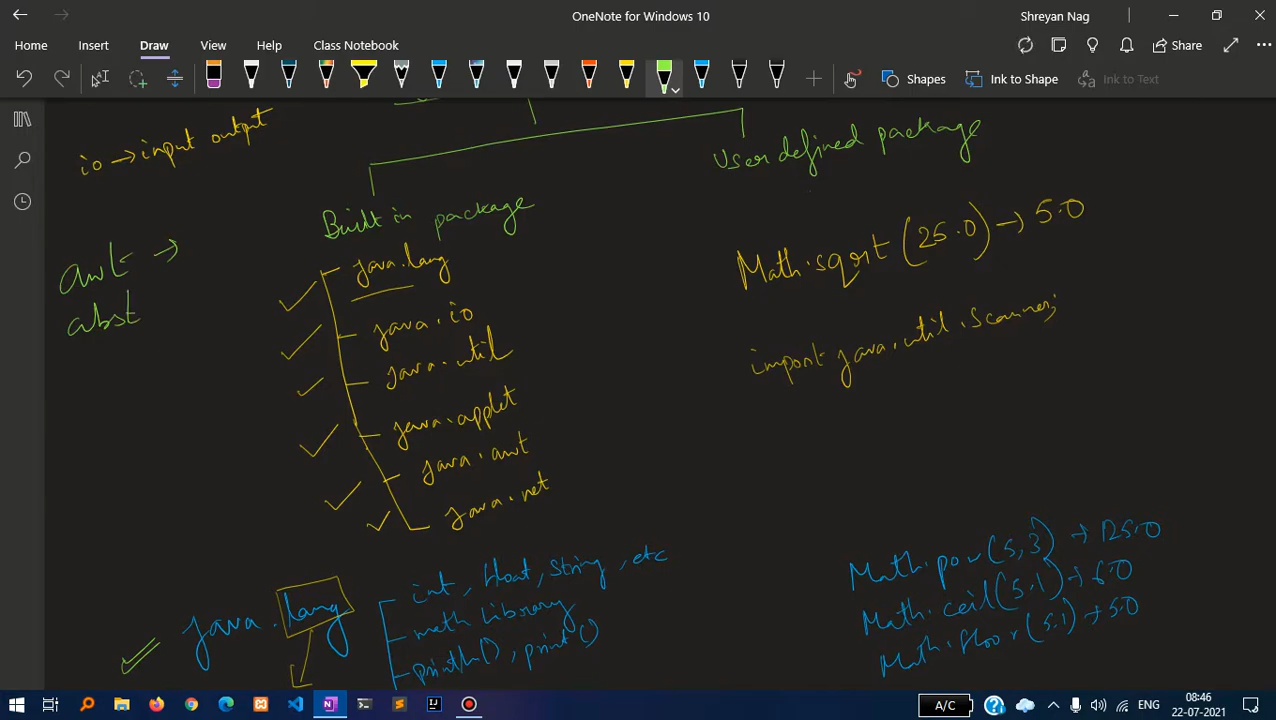 OneNote for Windows 10
Shreyan Nag
Home Insert Draw View Help Class Notebook
Share
Shapes
Ink to Shape
Ink to Text
io → input output
User defined package
Built in package
awt →
abst
java.lang
java.io
java.util
java.applet
java.awt
java.net
Math.sqrt (25.0) → 5.0
import java.util.Scanner;
java.lang
int, float, String, etc
math library
println(), print()
Math.pow(5,3) → 125.0
Math.ceil(5.1) → 6.0
Math.floor(5.1) → 5.0
A/C
ENG
08:46
22-07-2021